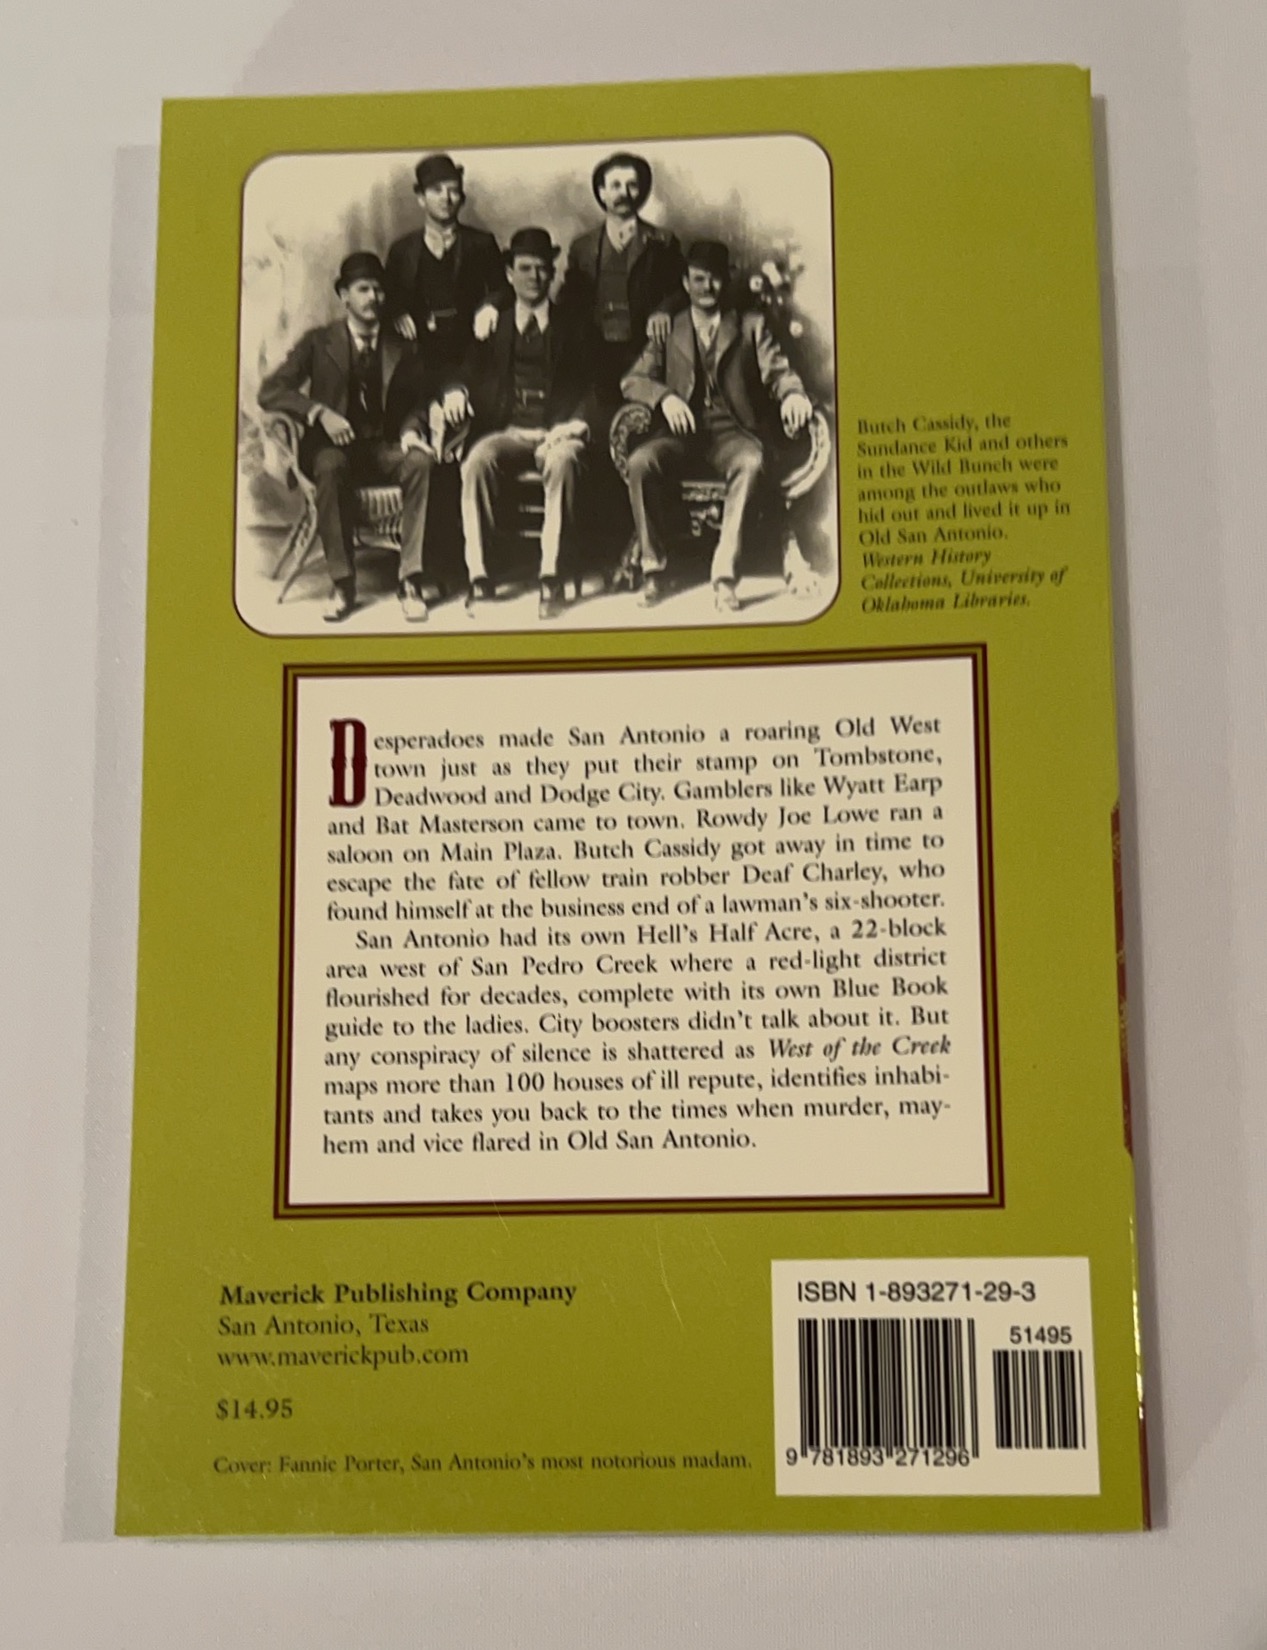 Butch Cassidy, the
Sundance Kid and others
in the Wild Bunch were
among the outlaws who
hid out and lived it up in
Old San Antonio.
Western History
Collections, University of
Oklahoma Libraries.
Desperadoes made San Antonio a roaring Old West
town just as they put their stamp on Tombstone,
Deadwood and Dodge City. Gamblers like Wyatt Earp
and Bat Masterson came to town. Rowdy Joe Lowe ran a
saloon on Main Plaza. Butch Cassidy got away in time to
escape the fate of fellow train robber Deaf Charley, who
found himself at the business end of a lawman's six-shooter.
San Antonio had its own Hell's Half Acre, a 22-block
area west of San Pedro Creek where a red-light district
flourished for decades, complete with its own Blue Book
guide to the ladies. City boosters didn't talk about it. But
any conspiracy of silence is shattered as West of the Creek
maps more than 100 houses of ill repute, identifies inhabi-
tants and takes you back to the times when murder, may-
hem and vice flared in Old San Antonio.
Maverick Publishing Company
San Antonio, Texas
www.maverickpub.com
$14.95
Cover: Fannie Porter, San Antonio's most notorious madam.
ISBN 1-893271-29-3
51495
9 781893 271296